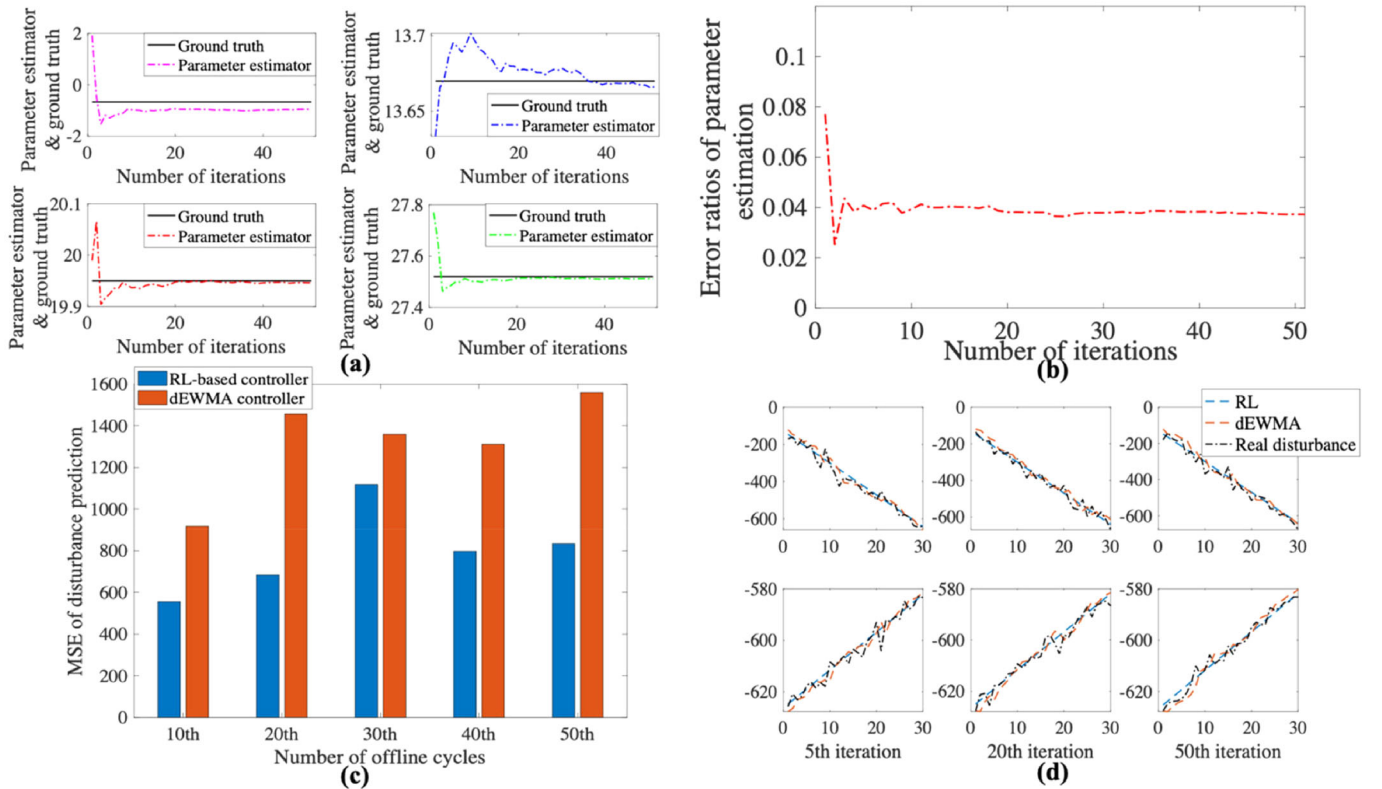 Parameter estimator
& ground truth
2
0
-2
Ground truth
Parameter estimator
0
20
40
Number of iterations
Parameter estimator
& ground truth
13.7
13.65
Ground truth
Parameter estimator
0
20
40
Number of iterations
Parameter estimator
& ground truth
20.1
20
19.9
Ground truth
Parameter estimator
0
20
40
Number of iterations
Parameter estimator
& ground truth
27.8
27.6
27.4
Ground truth
Parameter estimator
0
20
40
Number of iterations
(a)
Error ratios of parameter
estimation
0.1
0.08
0.06
0.04
0.02
0
0
10
20
30
40
50
Number of iterations
(b)
MSE of disturbance prediction
1600
1400
1200
1000
800
600
400
200
0
RL-based controller
dEWMA controller
10th
20th
30th
40th
50th
Number of offline cycles
(c)
RL
dEWMA
Real disturbance
0
-200
-400
-600
0
10
20
30
0
-200
-400
-600
0
10
20
30
0
-200
-400
-600
0
10
20
30
-580
-600
-620
0
10
20
30
5th iteration
-580
-600
-620
0
10
20
30
20th iteration
-580
-600
-620
0
10
20
30
50th iteration
(d)